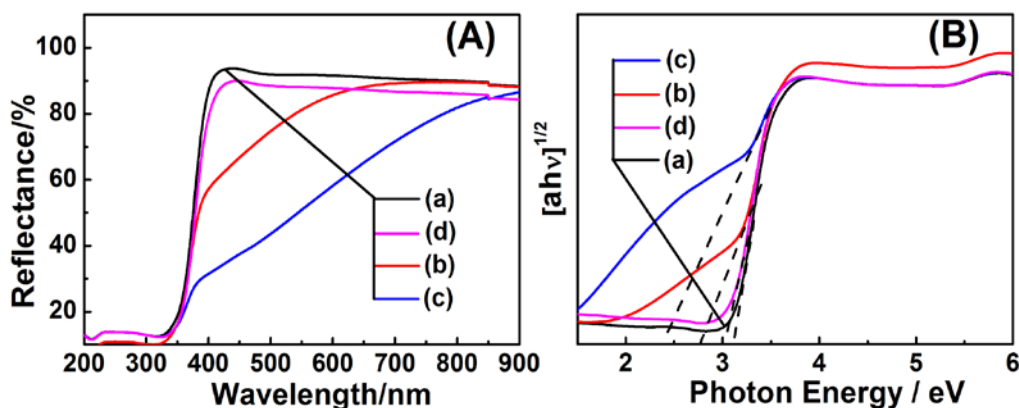 (A)
Reflectance/%
100
80
60
40
20
(a)
(d)
(b)
(c)
200 300 400 500 600 700 800 900
Wavelength/nm
(B)
[ahν]1/2
(c)
(b)
(d)
(a)
2 3 4 5 6
Photon Energy / eV